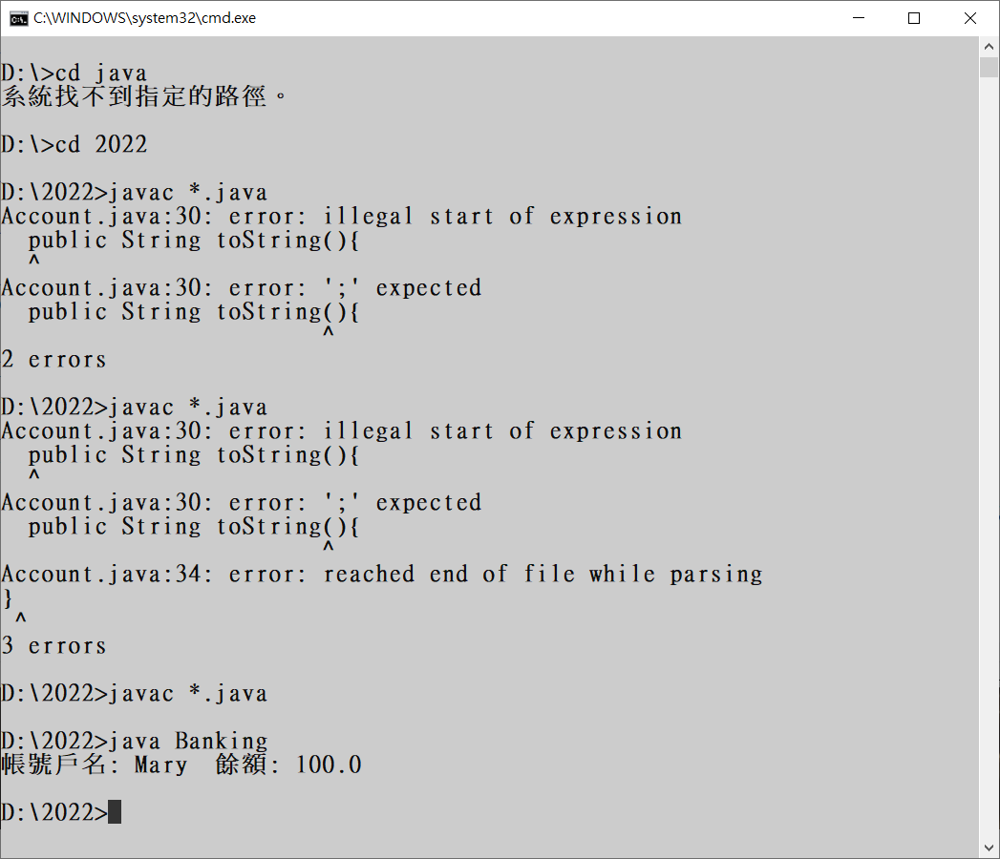 C:\WINDOWS\system32\cmd.exe
D:\>cd java
系統找不到指定的路徑。
D:\>cd 2022
D:\2022>javac *.java
Account.java:30: error: illegal start of expression
  public String toString(){
  ^
Account.java:30: error: ';' expected
  public String toString(){
                        ^
2 errors
D:\2022>javac *.java
Account.java:30: error: illegal start of expression
  public String toString(){
  ^
Account.java:30: error: ';' expected
  public String toString(){
                        ^
Account.java:34: error: reached end of file while parsing
}
 ^
3 errors
D:\2022>javac *.java
D:\2022>java Banking
帳號戶名: Mary  餘額: 100.0
D:\2022>